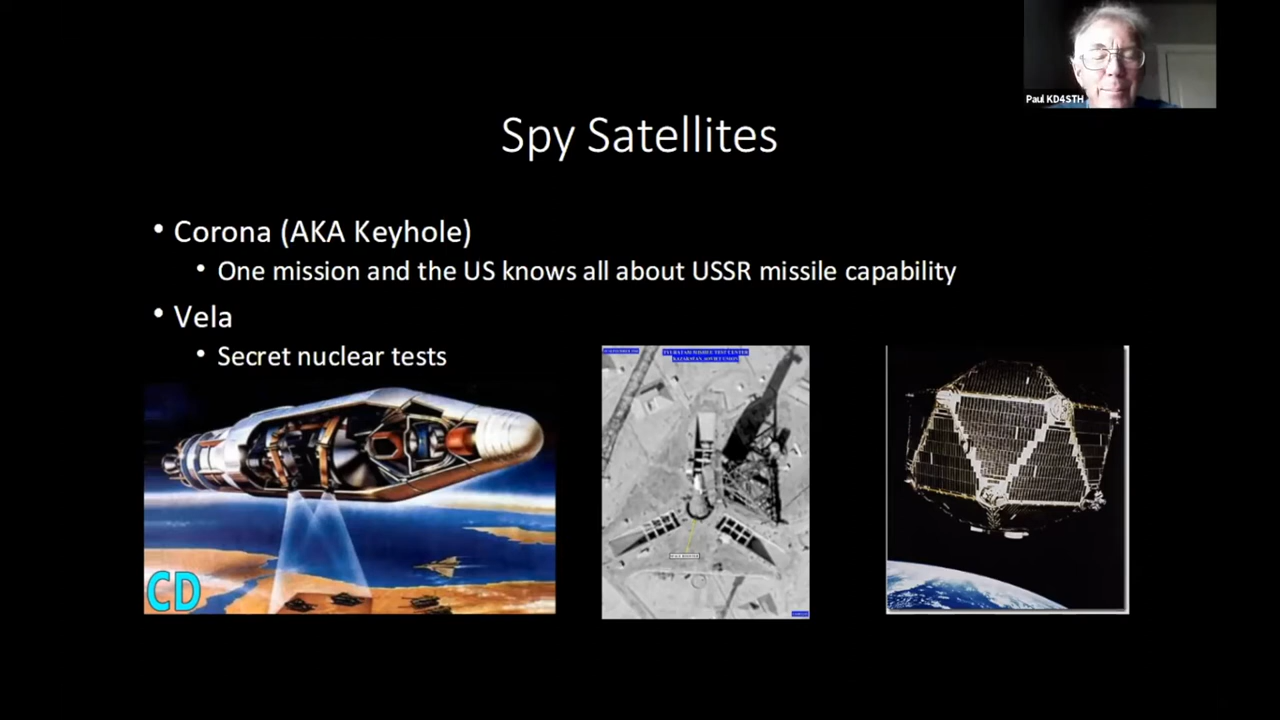 Paul KD4STH
Spy Satellites
• Corona (AKA Keyhole)
• One mission and the US knows all about USSR missile capability
• Vela
• Secret nuclear tests
TYURATAM MISSILE TEST CENTER
KAZAKHSTAN, SOVIET UNION
CD